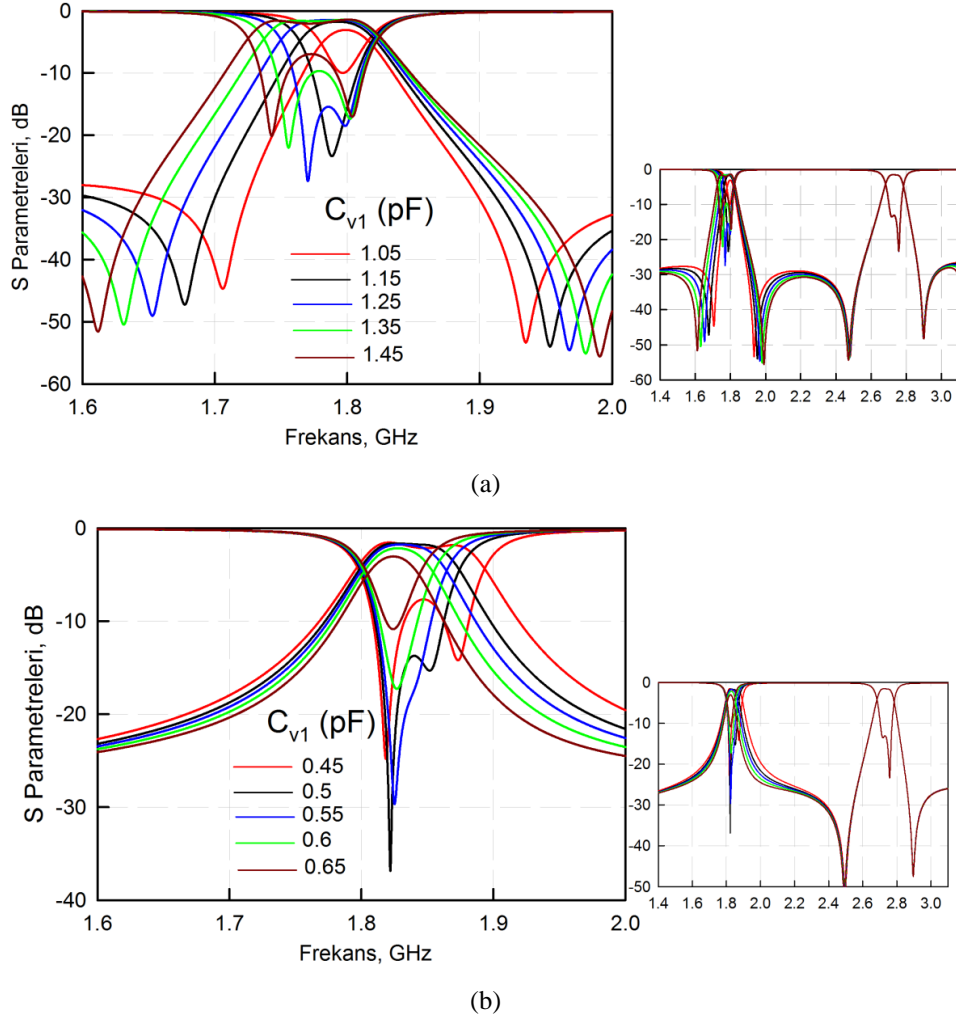 0
-10
-20
-30
-40
-50
-60
S Parametreleri, dB
C_v1 (pF)
1.05
1.15
1.25
1.35
1.45
1.6 1.7 1.8 1.9 2.0
Frekans, GHz
0
-10
-20
-30
-40
-50
-60
1.4 1.6 1.8 2.0 2.2 2.4 2.6 2.8 3.0
(a)
0
-10
-20
-30
-40
S Parametreleri, dB
C_v1 (pF)
0.45
0.5
0.55
0.6
0.65
1.6 1.7 1.8 1.9 2.0
Frekans, GHz
0
-10
-20
-30
-40
-50
1.4 1.6 1.8 2.0 2.2 2.4 2.6 2.8 3.0
(b)